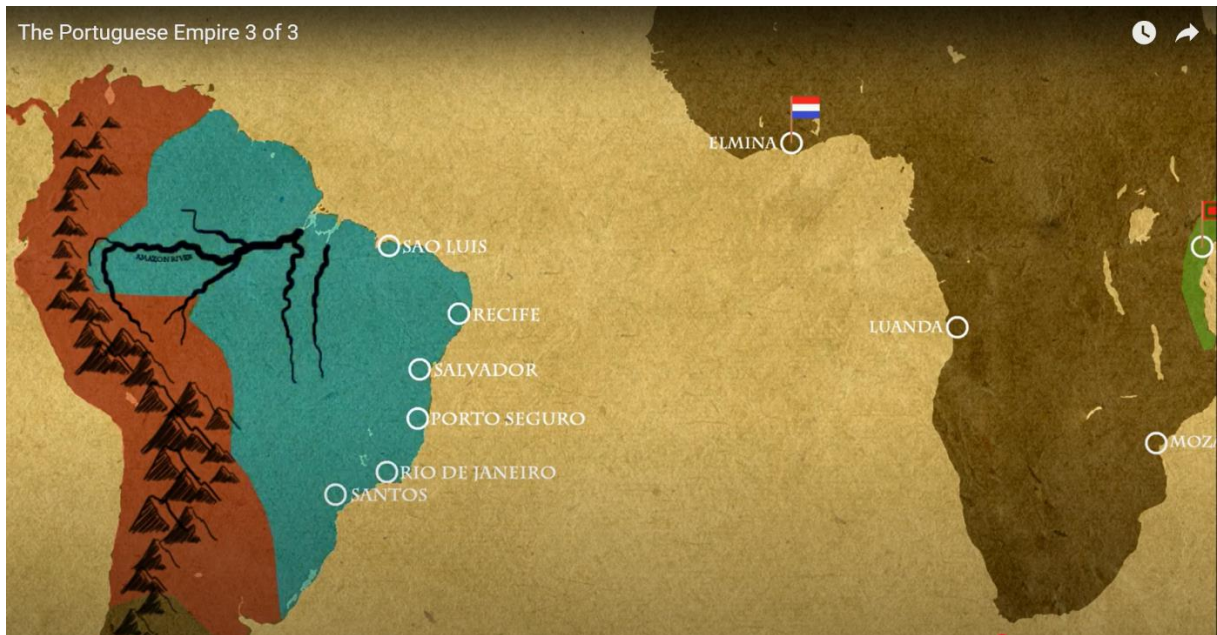 The Portuguese Empire 3 of 3
ELMINA
SAO LUIS
AMAZON RIVER
RECIFE
LUANDA
SALVADOR
PORTO SEGURO
MOZA
RIO DE JANEIRO
SANTOS